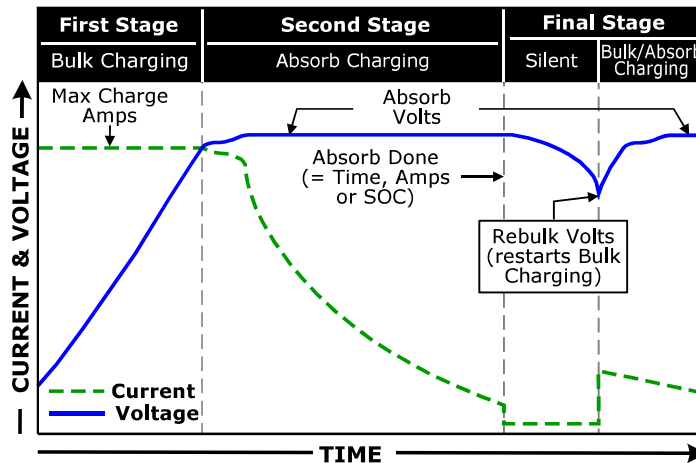 First Stage
Second Stage
Final Stage
Bulk Charging
Absorb Charging
Silent
Bulk/Absorb
Charging
Max Charge
Amps
Absorb
Volts
Absorb Done
(= Time, Amps
or SOC)
Rebulk Volts
(restarts Bulk
Charging)
CURRENT & VOLTAGE
Current
Voltage
TIME